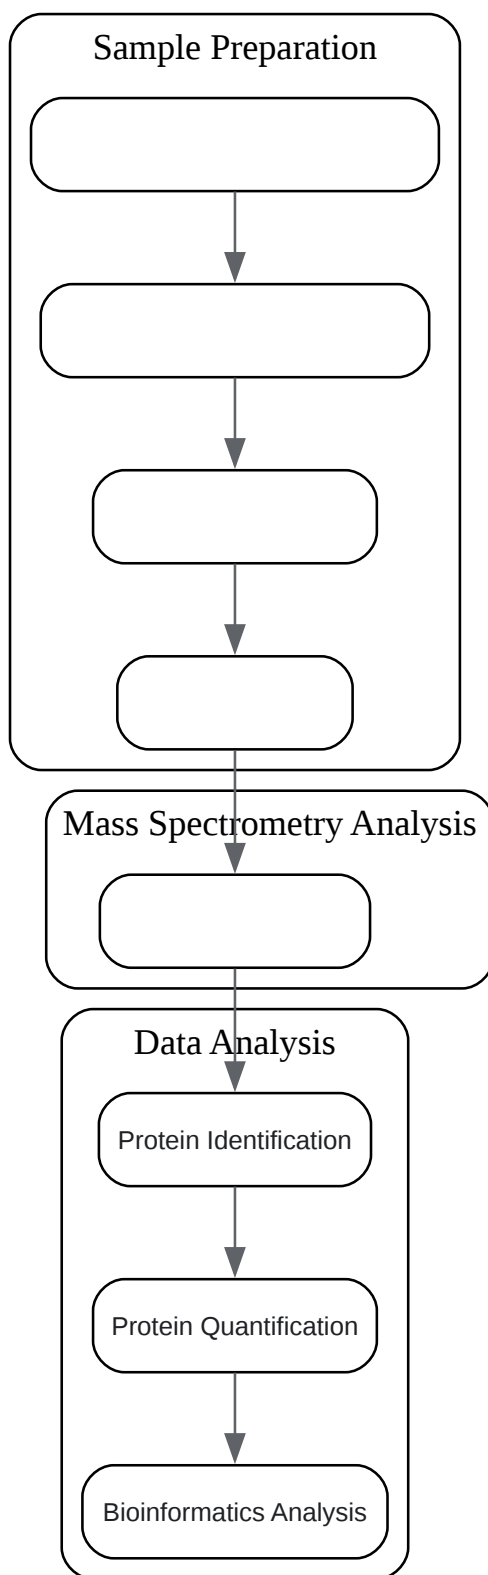 Sample Preparation
Mass Spectrometry Analysis
Data Analysis
Protein Identification
Protein Quantification
Bioinformatics Analysis